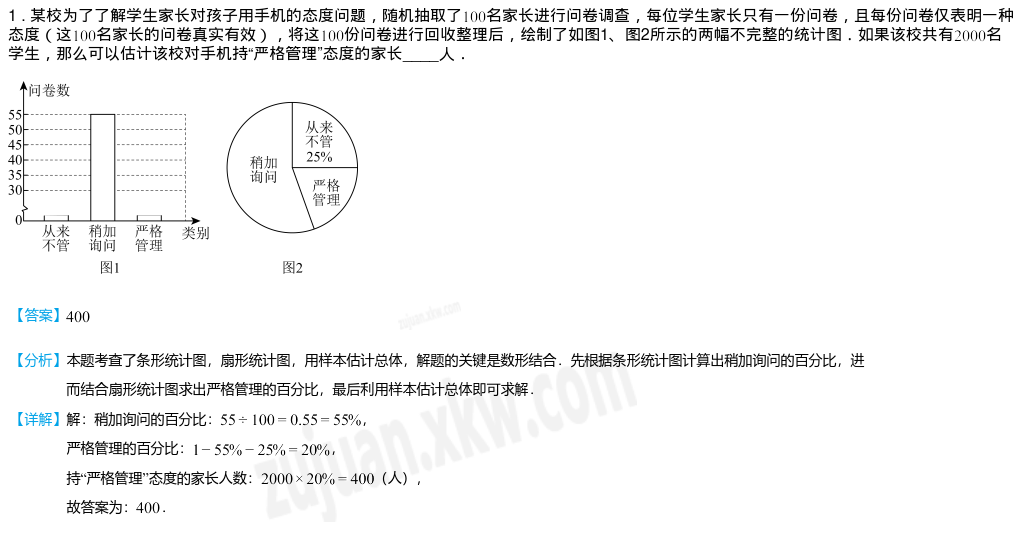 1．某校为了了解学生家长对孩子用手机的态度问题，随机抽取了100名家长进行问卷调查，每位学生家长只有一份问卷，且每份问卷仅表明一种
态度（这100名家长的问卷真实有效），将这100份问卷进行回收整理后，绘制了如图1、图2所示的两幅不完整的统计图．如果该校共有2000名
学生，那么可以估计该校对手机持“严格管理”态度的家长____人．
问卷数
55
50
45
40
35
30
0
从来
不管
稍加
询问
严格
管理
类别
图1
从来
不管
25%
稍加
询问
严格
管理
图2
【答案】400
【分析】本题考查了条形统计图，扇形统计图，用样本估计总体，解题的关键是数形结合．先根据条形统计图计算出稍加询问的百分比，进
而结合扇形统计图求出严格管理的百分比，最后利用样本估计总体即可求解．
【详解】解：稍加询问的百分比：55÷100=0.55=55%，
严格管理的百分比：1−55%−25%=20%，
持“严格管理”态度的家长人数：2000×20%=400（人），
故答案为：400．
zujuan.xkw.com
zujuan.xkw.com